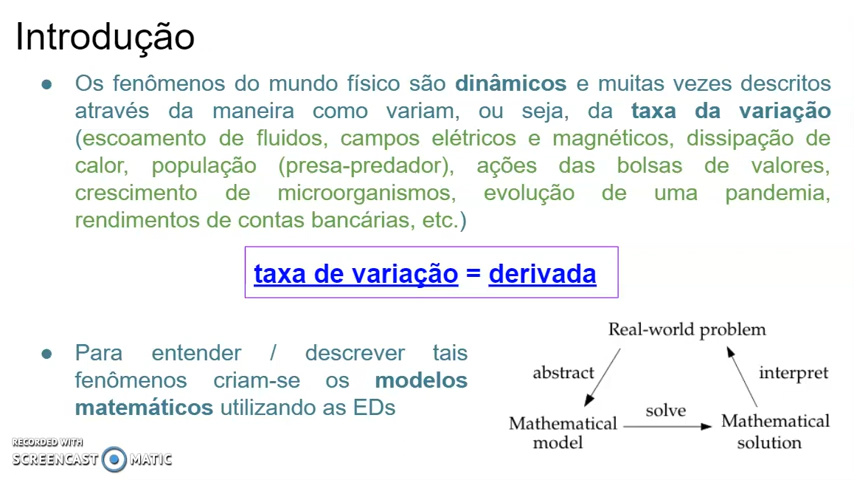 Introdução
● Os fenômenos do mundo físico são dinâmicos e muitas vezes descritos
através da maneira como variam, ou seja, da taxa da variação
(escoamento de fluidos, campos elétricos e magnéticos, dissipação de
calor, população (presa-predador), ações das bolsas de valores,
crescimento de microorganismos, evolução de uma pandemia,
rendimentos de contas bancárias, etc.)
taxa de variação = derivada
● Para entender / descrever tais
fenômenos criam-se os modelos
matemáticos utilizando as EDs
Real-world problem
abstract
interpret
solve
Mathematical
model
Mathematical
solution
RECORDED WITH
SCREENCAST MATIC